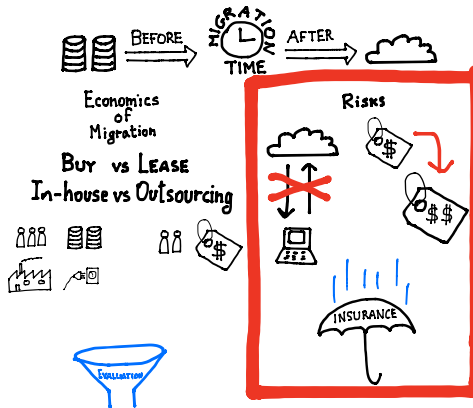 BEFORE
MIGRATION
TIME
AFTER
Economics
of
Migration
BUY vs LEASE
In-house vs Outsourcing
$
EVALUATION
RISKS
$
$$
INSURANCE